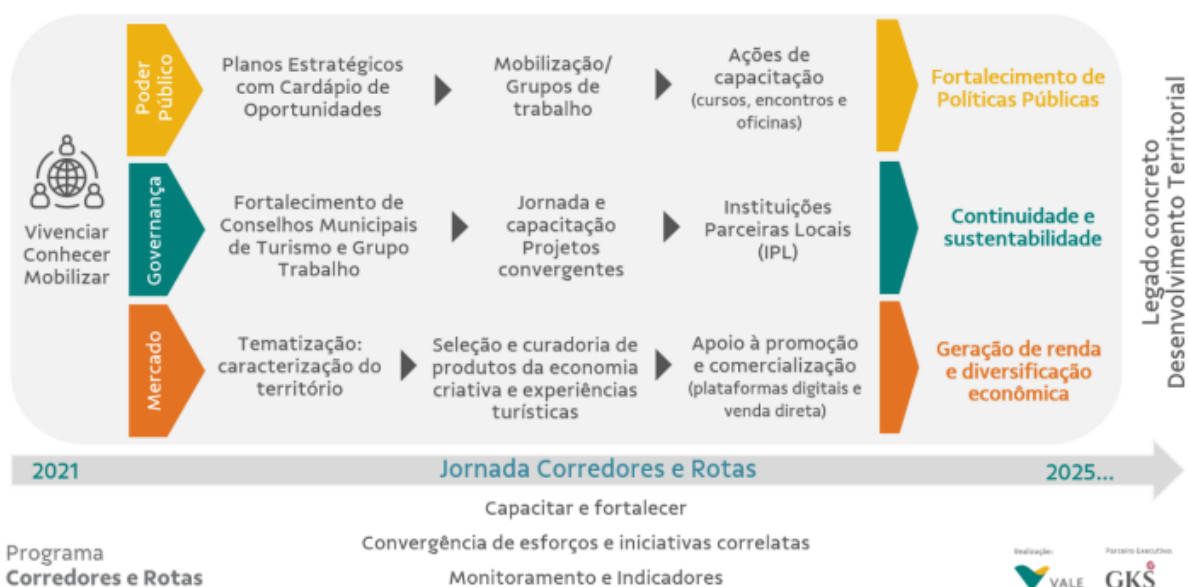 Vivenciar
Conhecer
Mobilizar
Poder
Público
Planos Estratégicos
com Cardápio de
Oportunidades
Mobilização/
Grupos de
trabalho
Ações de
capacitação
(cursos, encontros e
oficinas)
Fortalecimento de
Políticas Públicas
Governança
Fortalecimento de
Conselhos Municipais
de Turismo e Grupo
Trabalho
Jornada e
capacitação
Projetos
convergentes
Instituições
Parceiras Locais
(IPL)
Continuidade e
sustentabilidade
Mercado
Tematização:
caracterização do
território
Seleção e curadoria de
produtos da economia
criativa e experiências
turísticas
Apoio à promoção
e comercialização
(plataformas digitais e
venda direta)
Geração de renda
e diversificação
econômica
Legado concreto
Desenvolvimento Territorial
2021
Jornada Corredores e Rotas
2025...
Capacitar e fortalecer
Convergência de esforços e iniciativas correlatas
Monitoramento e Indicadores
Programa
Corredores e Rotas
Realização:
VALE
Parceiro Executivo:
GKS